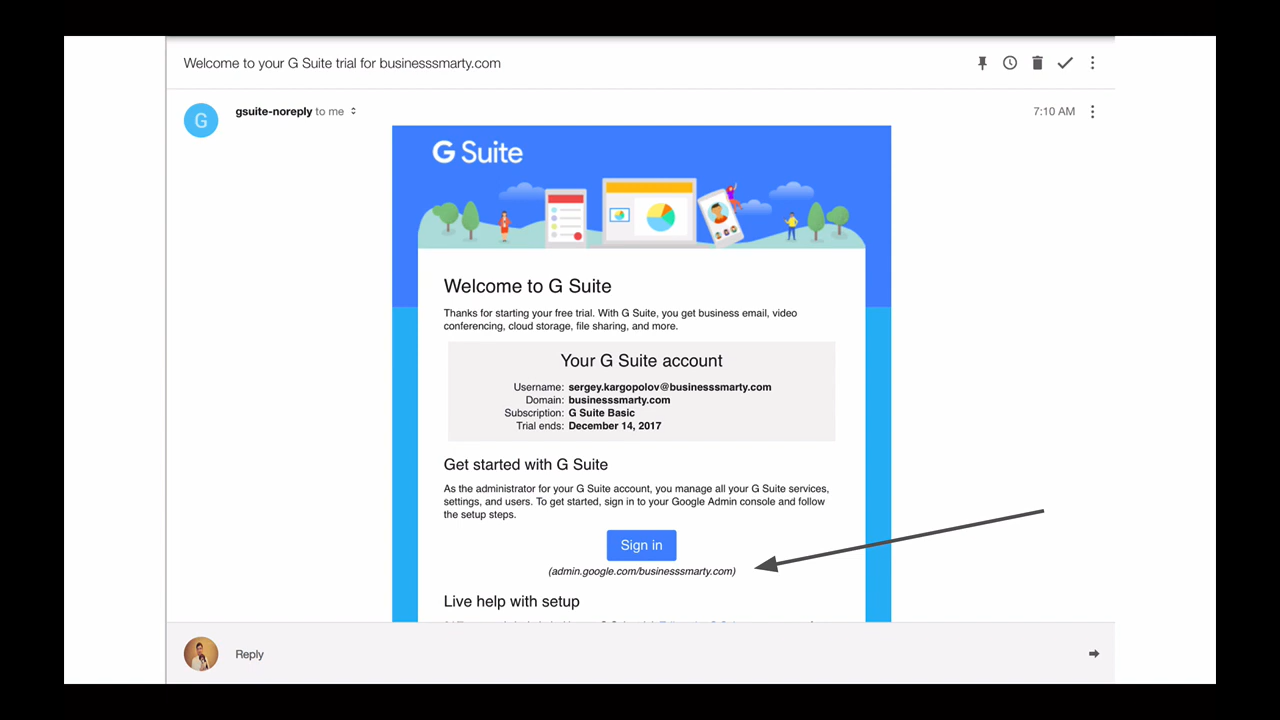 Welcome to your G Suite trial for businesssmarty.com
G
gsuite-noreply to me
7:10 AM
G Suite
Welcome to G Suite
Thanks for starting your free trial. With G Suite, you get business email, video
conferencing, cloud storage, file sharing, and more.
Your G Suite account
Username: sergey.kargopolov@businesssmarty.com
Domain: businesssmarty.com
Subscription: G Suite Basic
Trial ends: December 14, 2017
Get started with G Suite
As the administrator for your G Suite account, you manage all your G Suite services,
settings, and users. To get started, sign in to your Google Admin console and follow
the setup steps.
Sign in
(admin.google.com/businesssmarty.com)
Live help with setup
Reply